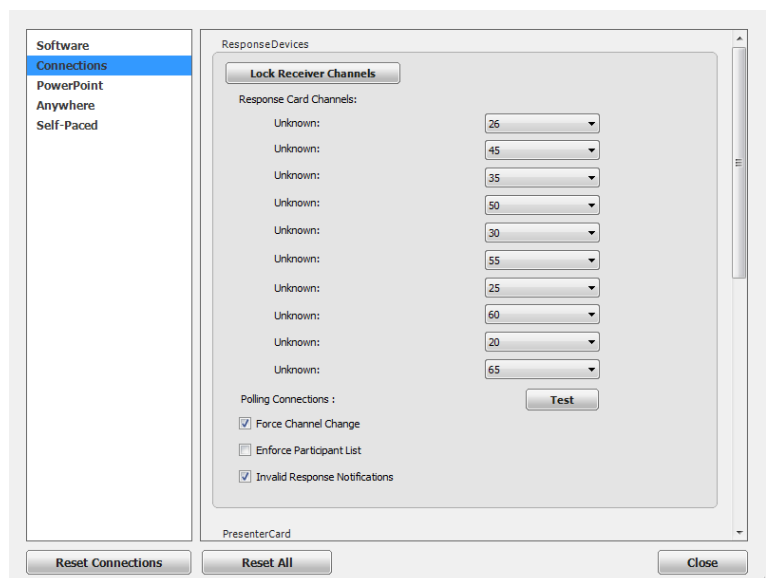 Software
Connections
PowerPoint
Anywhere
Self-Paced
ResponseDevices
Lock Receiver Channels
Response Card Channels:
Unknown: 26
Unknown: 45
Unknown: 35
Unknown: 50
Unknown: 30
Unknown: 55
Unknown: 25
Unknown: 60
Unknown: 20
Unknown: 65
Polling Connections : Test
Force Channel Change
Enforce Participant List
Invalid Response Notifications
PresenterCard
Reset Connections Reset All Close